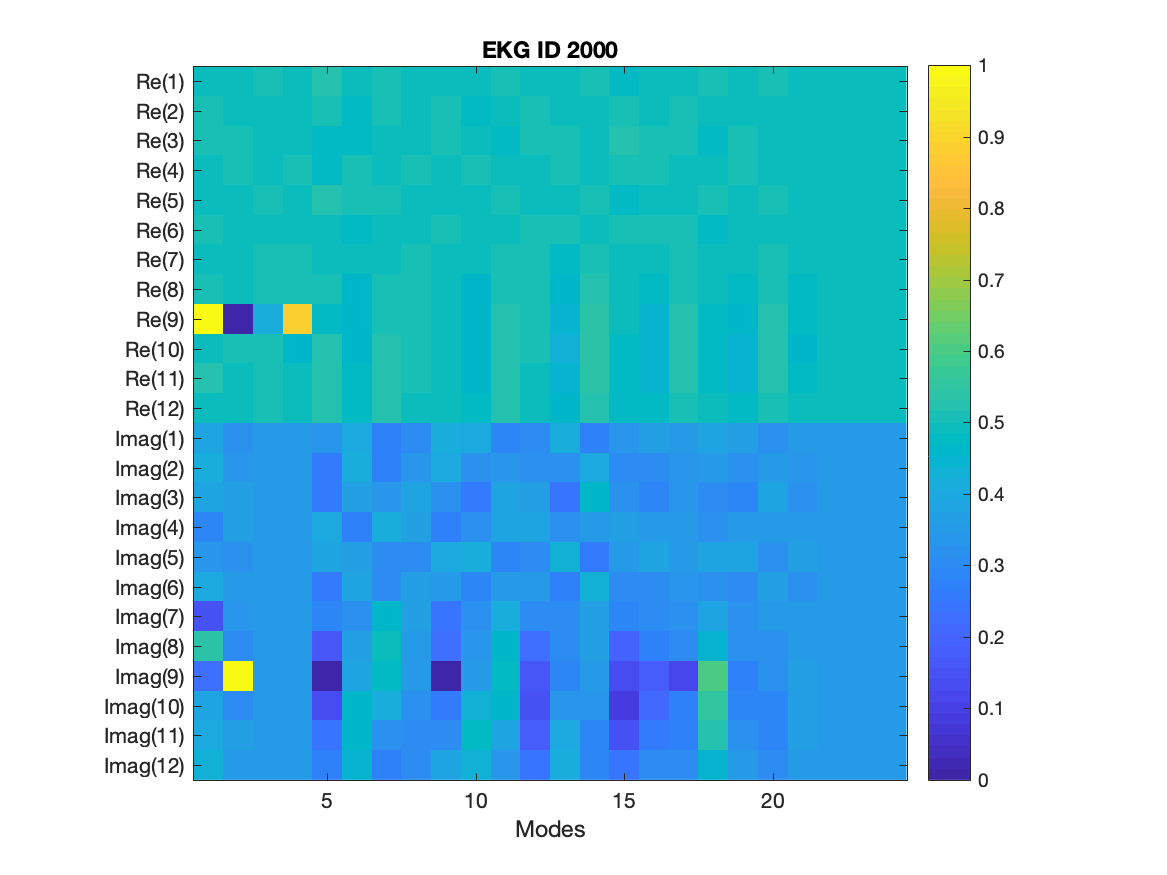 EKG ID 2000
Re(1)
Re(2)
Re(3)
Re(4)
Re(5)
Re(6)
Re(7)
Re(8)
Re(9)
Re(10)
Re(11)
Re(12)
Imag(1)
Imag(2)
Imag(3)
Imag(4)
Imag(5)
Imag(6)
Imag(7)
Imag(8)
Imag(9)
Imag(10)
Imag(11)
Imag(12)
5 10 15 20
Modes
1
0.9
0.8
0.7
0.6
0.5
0.4
0.3
0.2
0.1
0